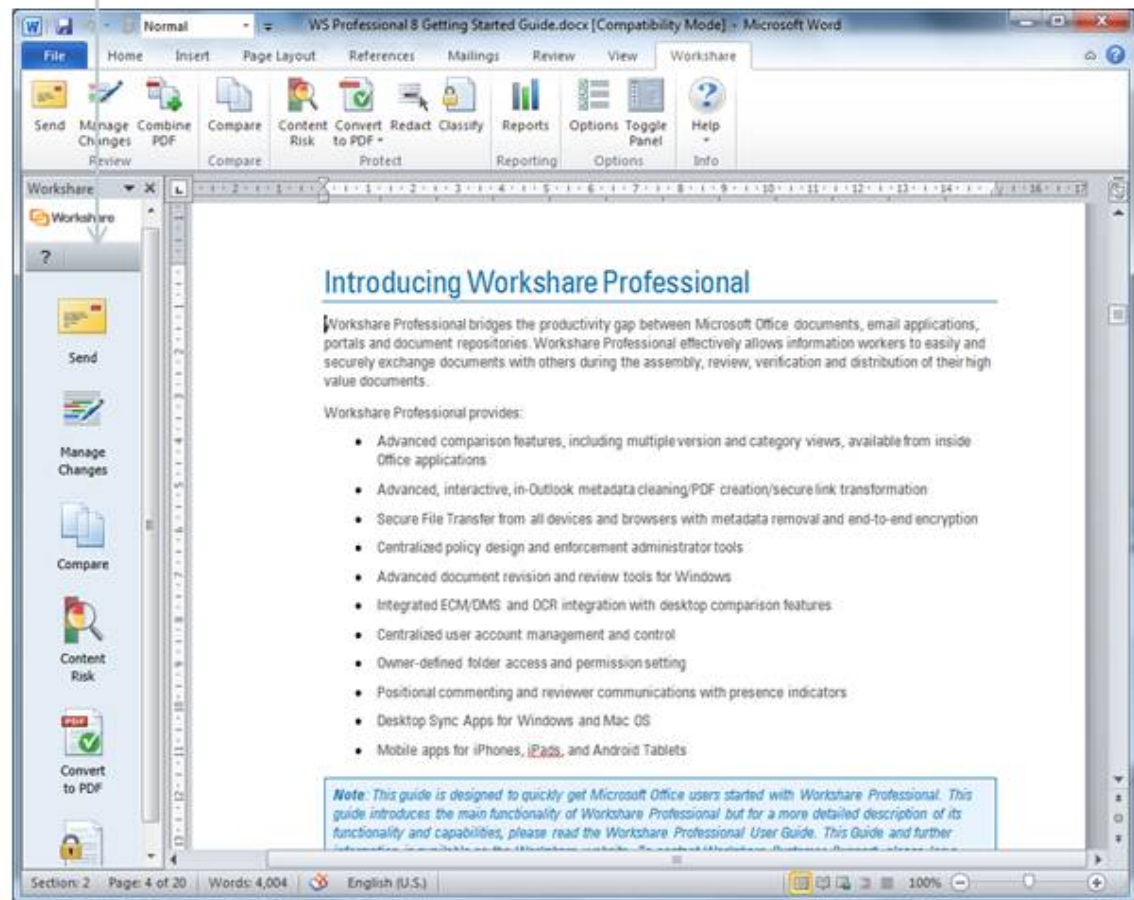 Normal
WS Professional 8 Getting Started Guide.docx [Compatibility Mode] - Microsoft Word
File Home Insert Page Layout References Mailings Review View Workshare
Send Manage Changes Combine PDF Compare Content Risk Convert to PDF Redact Classify Reports Options Toggle Panel Help
Review Compare Protect Reporting Options Info
Workshare
Workshare
?
Send
Manage
Changes
Compare
Content
Risk
PDF
Convert
to PDF
Introducing Workshare Professional
Workshare Professional bridges the productivity gap between Microsoft Office documents, email applications,
portals and document repositories. Workshare Professional effectively allows information workers to easily and
securely exchange documents with others during the assembly, review, verification and distribution of their high
value documents.
Workshare Professional provides:
• Advanced comparison features, including multiple version and category views, available from inside
Office applications
• Advanced, interactive, in-Outlook metadata cleaning/PDF creation/secure link transformation
• Secure File Transfer from all devices and browsers with metadata removal and end-to-end encryption
• Centralized policy design and enforcement administrator tools
• Advanced document revision and review tools for Windows
• Integrated ECM/DMS and OCR integration with desktop comparison features
• Centralized user account management and control
• Owner-defined folder access and permission setting
• Positional commenting and reviewer communications with presence indicators
• Desktop Sync Apps for Windows and Mac OS
• Mobile apps for iPhones, iPads, and Android Tablets
Note: This guide is designed to quickly get Microsoft Office users started with Workshare Professional. This
guide introduces the main functionality of Workshare Professional but for a more detailed description of its
functionality and capabilities, please read the Workshare Professional User Guide. This Guide and further
Section: 2 Page: 4 of 20 Words: 4,004 English (U.S.) 100%